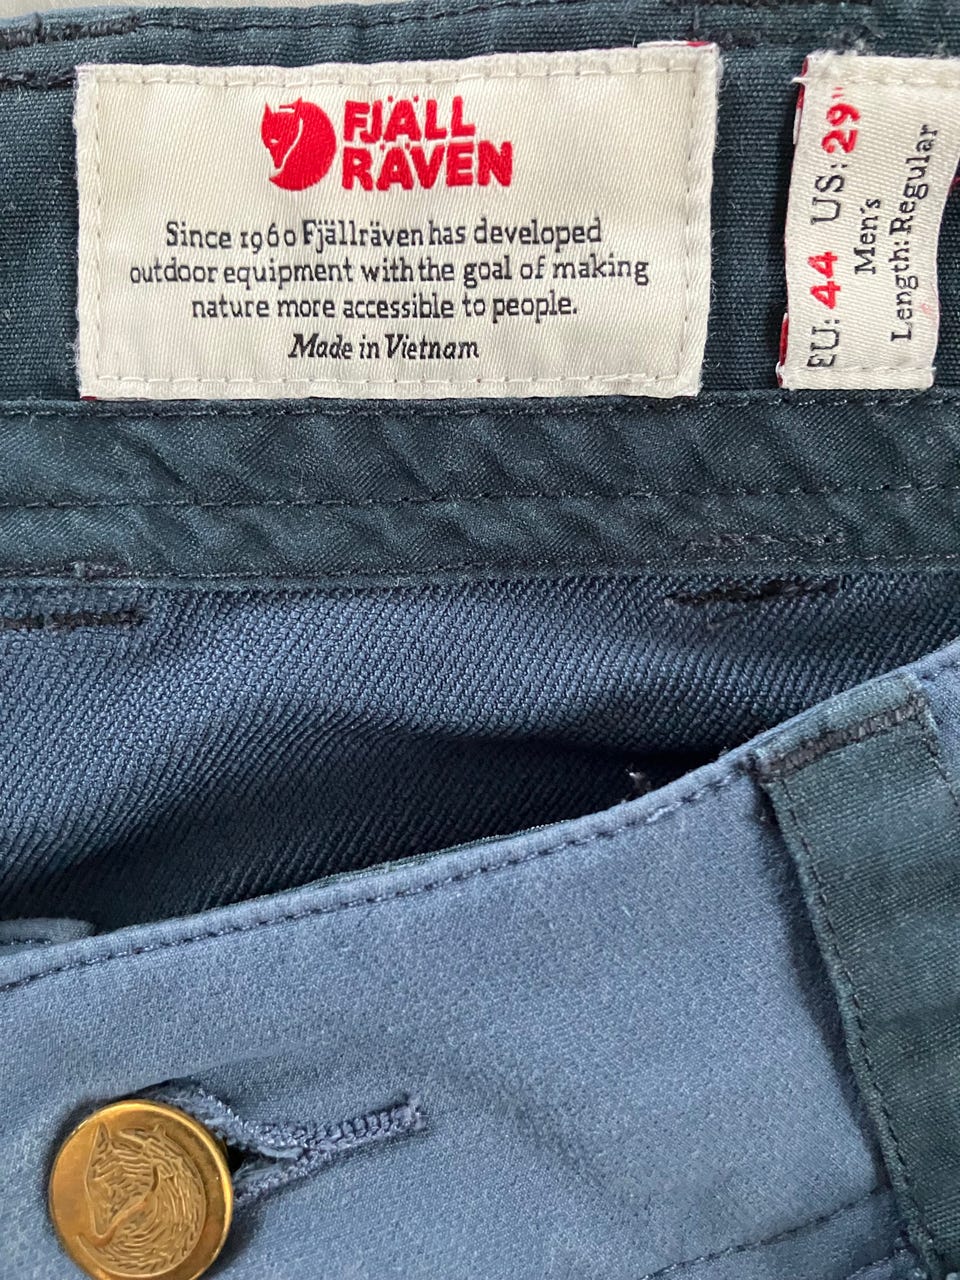 FJÄLL
RÄVEN
Since 1960 Fjällräven has developed
outdoor equipment with the goal of making
nature more accessible to people.
Made in Vietnam
EU: 44 US: 29"
Men's
Length: Regular